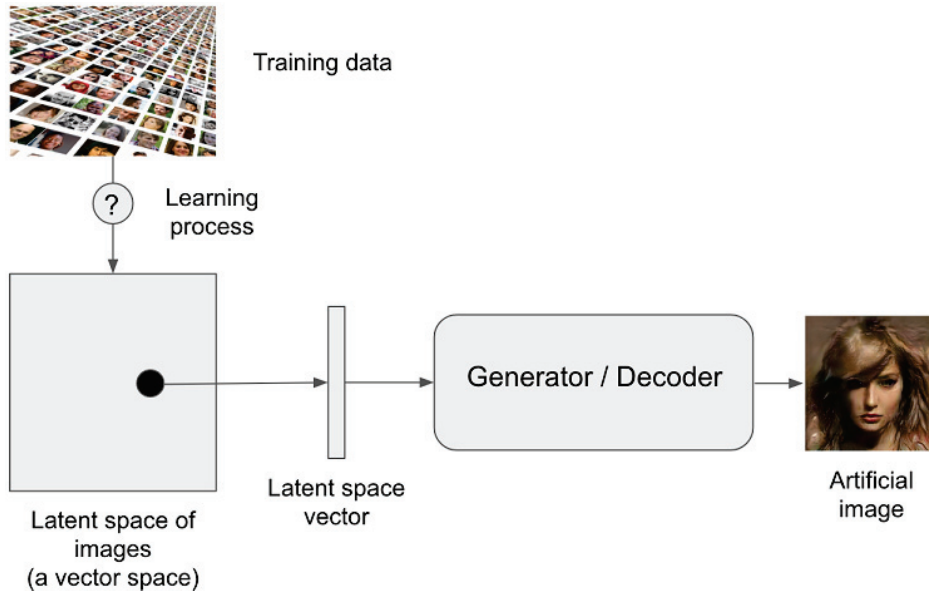 Training data
?
Learning
process
Generator / Decoder
Latent space of
images
(a vector space)
Latent space
vector
Artificial
image